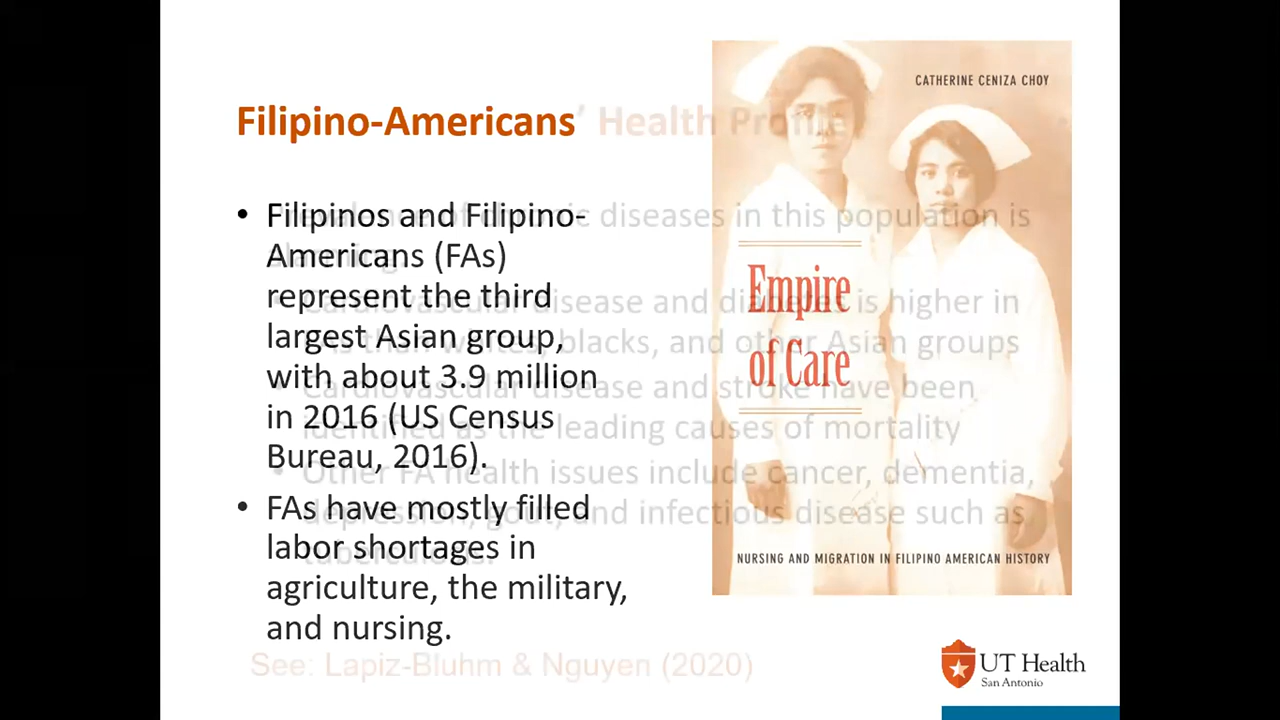 Filipino-Americans’ Health Profile
• Filipinos and Filipino-
Americans (FAs)
represent the third
largest Asian group,
with about 3.9 million
in 2016 (US Census
Bureau, 2016).
• FAs have mostly filled
labor shortages in
agriculture, the military,
and nursing.
diseases in this population is
Cardiovascular disease and diabetes is higher in
blacks, and other Asian groups
Cardiovascular disease and stroke have been
identified as the leading causes of mortality
• Other FA health issues include cancer, dementia,
depression, gout, and infectious disease such as
tuberculosis.
See: Lapiz-Bluhm & Nguyen (2020)
CATHERINE CENIZA CHOY
Empire
of Care
NURSING AND MIGRATION IN FILIPINO AMERICAN HISTORY
UT Health
San Antonio